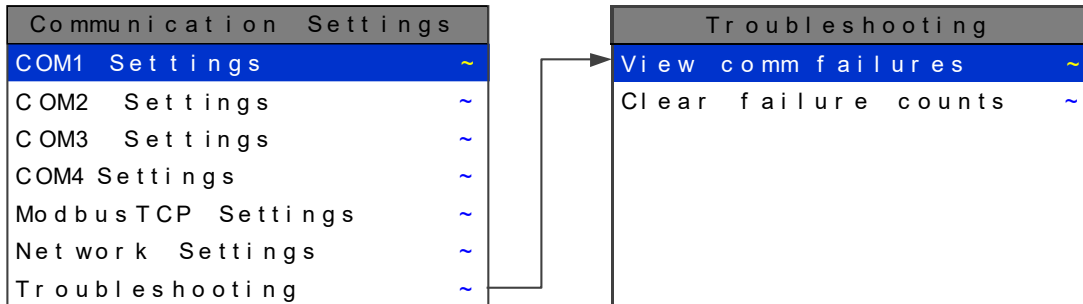 Communication Settings
COM1 Settings ~
COM2 Settings ~
COM3 Settings ~
COM4 Settings ~
ModbusTCP Settings ~
Network Settings ~
Troubleshooting ~
Troubleshooting
View comm failures ~
Clear failure counts ~